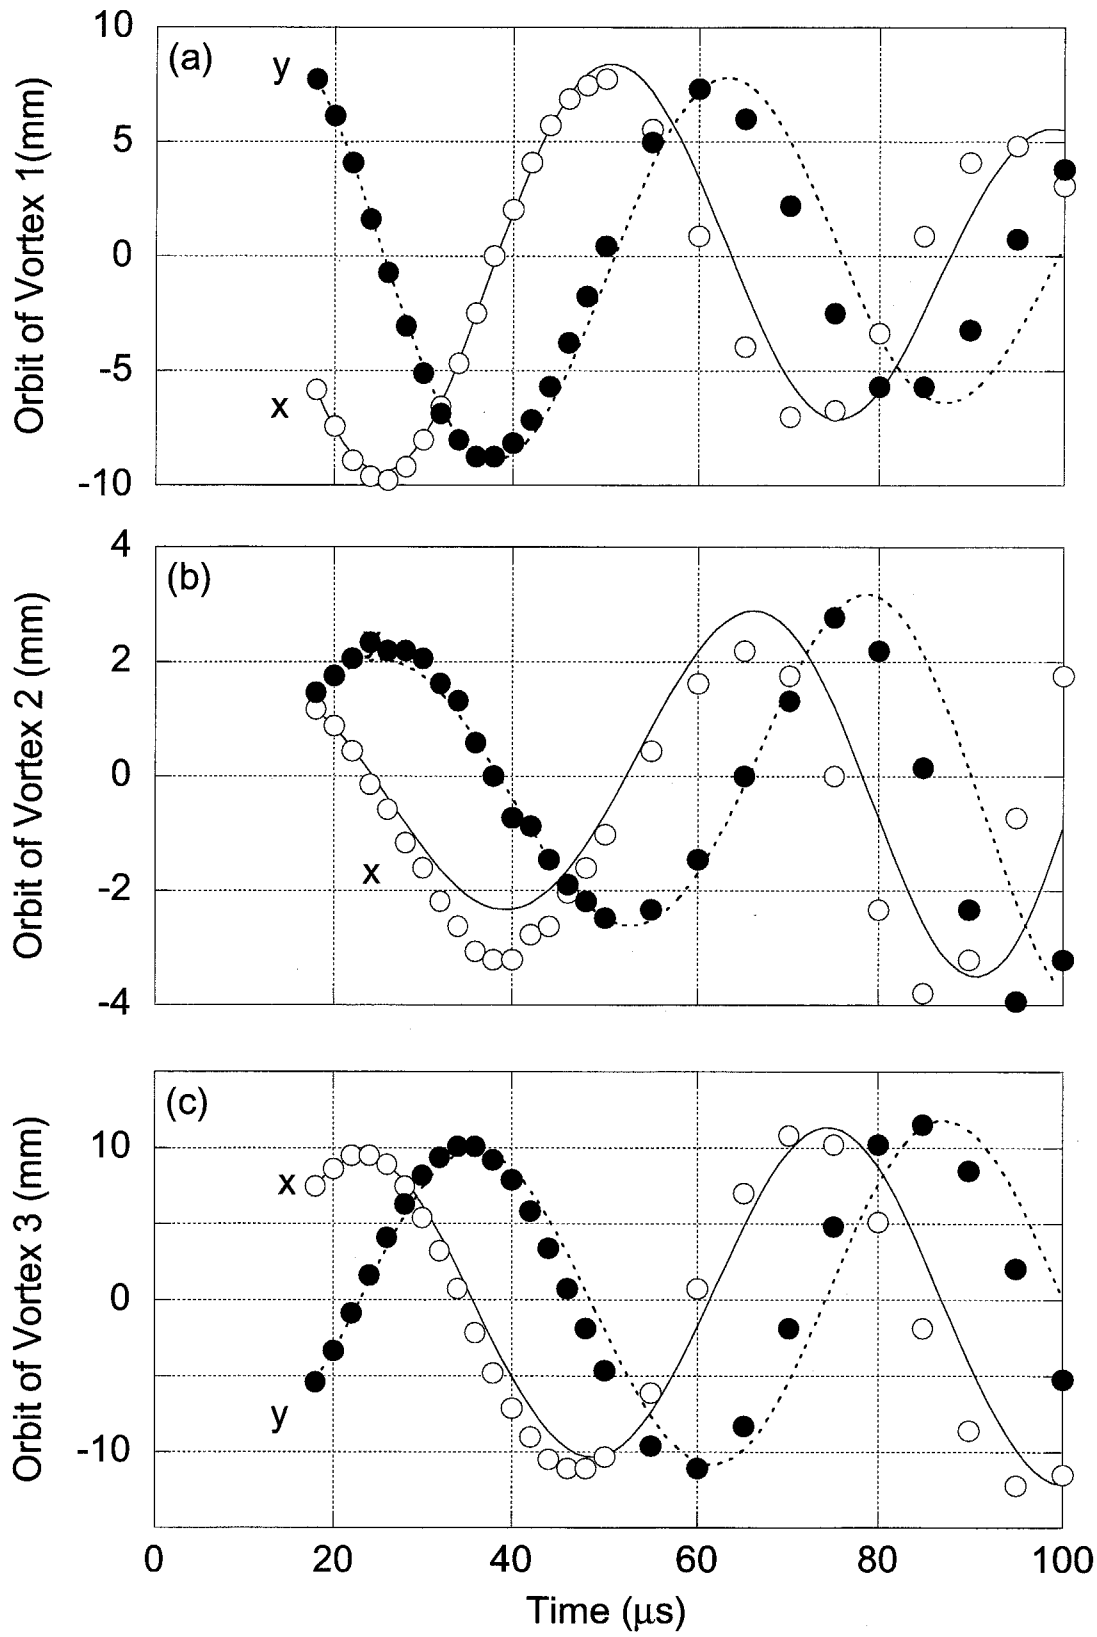 10
(a)
y
5
0
-5
x
-10
Orbit of Vortex 1(mm)
4
(b)
2
0
x
-2
-4
Orbit of Vortex 2 (mm)
(c)
10
x
0
y
-10
Orbit of Vortex 3 (mm)
0 20 40 60 80 100
Time (μs)